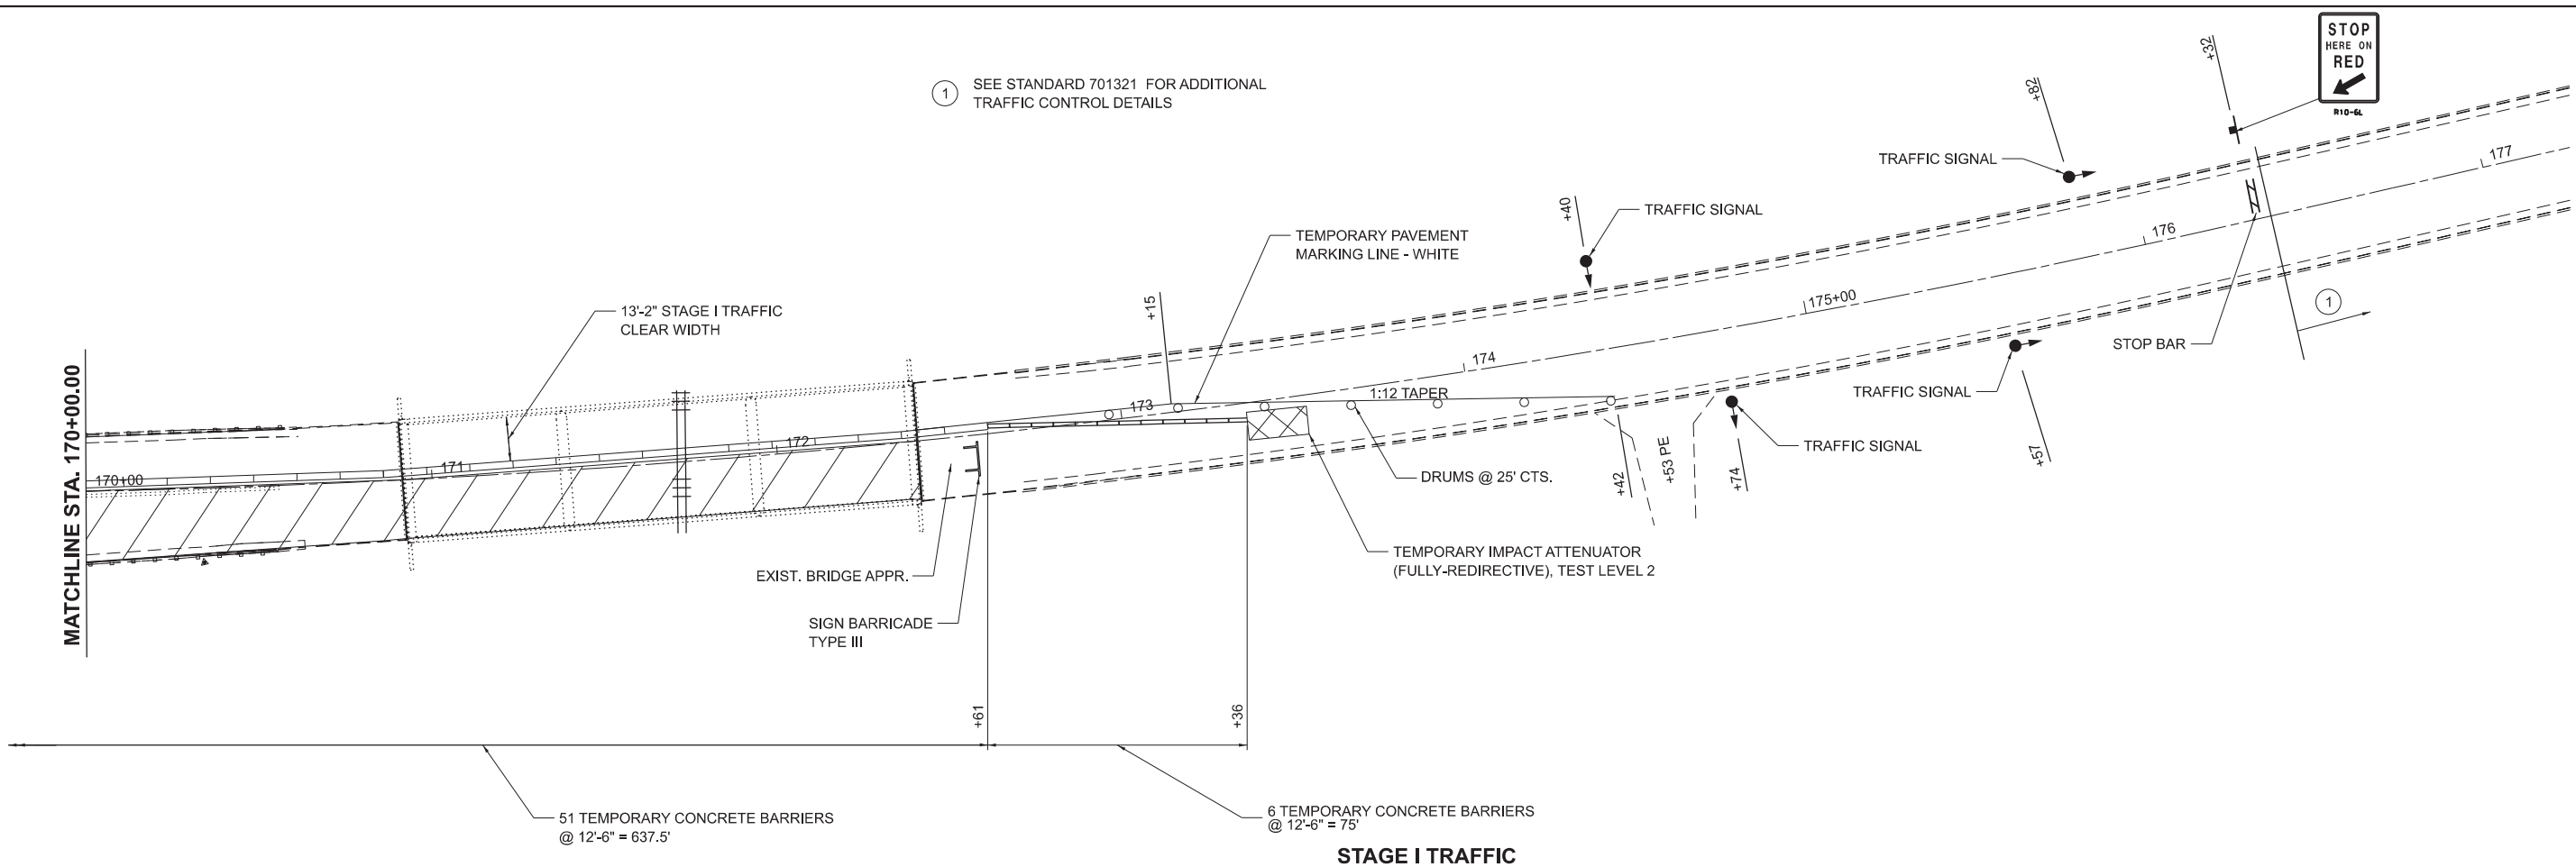 STOP
HERE ON
RED
R10-6L
+32
+82
1 SEE STANDARD 701321 FOR ADDITIONAL
TRAFFIC CONTROL DETAILS
TRAFFIC SIGNAL
177
+40
TRAFFIC SIGNAL
176
TEMPORARY PAVEMENT
MARKING LINE - WHITE
175+00
1
+15
13'-2" STAGE I TRAFFIC
CLEAR WIDTH
STOP BAR
174
1:12 TAPER
TRAFFIC SIGNAL
173
172
171
170+00
MATCHLINE STA. 170+00.00
TRAFFIC SIGNAL
+57
+53 PE
+42
+74
DRUMS @ 25' CTS.
TEMPORARY IMPACT ATTENUATOR
(FULLY-REDIRECTIVE), TEST LEVEL 2
EXIST. BRIDGE APPR.
SIGN BARRICADE
TYPE III
+61
+36
51 TEMPORARY CONCRETE BARRIERS
@ 12'-6" = 637.5'
6 TEMPORARY CONCRETE BARRIERS
@ 12'-6" = 75'
STAGE I TRAFFIC